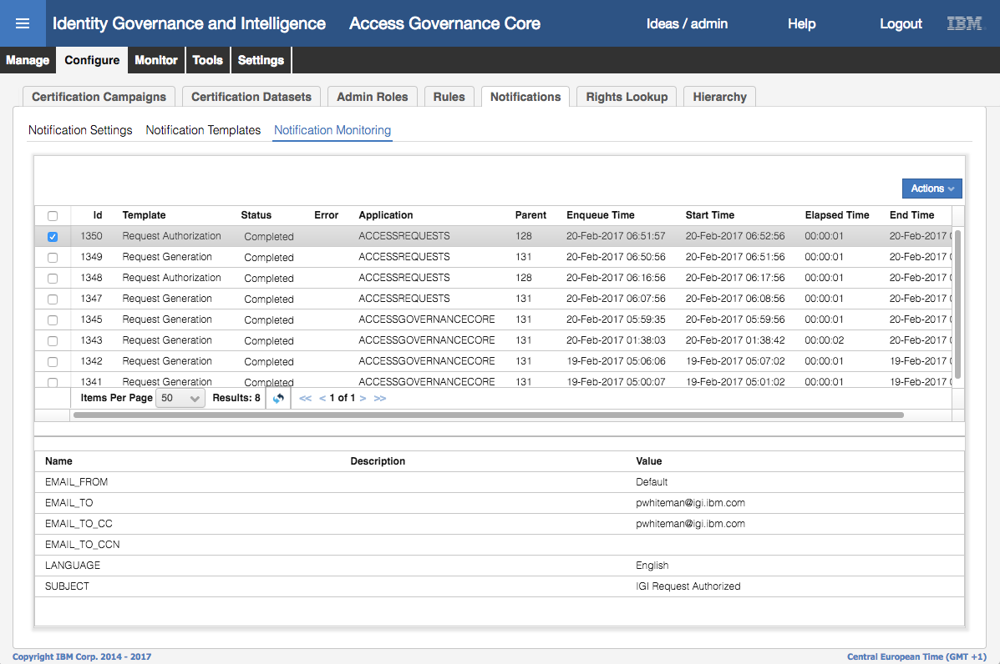 Identity Governance and Intelligence Access Governance Core Ideas / admin Help Logout IBM
Manage Configure Monitor Tools Settings
Certification Campaigns Certification Datasets Admin Roles Rules Notifications Rights Lookup Hierarchy
Notification Settings Notification Templates Notification Monitoring
Actions
Id Template Status Error Application Parent Enqueue Time Start Time Elapsed Time End Time
1350 Request Authorization Completed ACCESSREQUESTS 128 20-Feb-2017 06:51:57 20-Feb-2017 06:52:56 00:00:01 20-Feb-2017
1349 Request Generation Completed ACCESSREQUESTS 131 20-Feb-2017 06:50:56 20-Feb-2017 06:51:56 00:00:01 20-Feb-2017
1348 Request Authorization Completed ACCESSREQUESTS 128 20-Feb-2017 06:16:56 20-Feb-2017 06:17:56 00:00:01 20-Feb-2017
1347 Request Generation Completed ACCESSREQUESTS 131 20-Feb-2017 06:07:56 20-Feb-2017 06:08:56 00:00:01 20-Feb-2017
1345 Request Generation Completed ACCESSGOVERNANCECORE 131 20-Feb-2017 05:59:35 20-Feb-2017 05:59:56 00:00:01 20-Feb-2017
1343 Request Generation Completed ACCESSGOVERNANCECORE 131 20-Feb-2017 01:38:03 20-Feb-2017 01:38:42 00:00:02 20-Feb-2017
1342 Request Generation Completed ACCESSGOVERNANCECORE 131 19-Feb-2017 05:06:06 19-Feb-2017 05:07:02 00:00:01 19-Feb-2017
1341 Request Generation Completed ACCESSGOVERNANCECORE 131 19-Feb-2017 05:00:07 19-Feb-2017 05:01:02 00:00:01 19-Feb-2017
Items Per Page 50 Results: 8 << < 1 of 1 > >>
Name Description Value
EMAIL_FROM Default
EMAIL_TO pwhiteman@igi.ibm.com
EMAIL_TO_CC pwhiteman@igi.ibm.com
EMAIL_TO_CCN
LANGUAGE English
SUBJECT IGI Request Authorized
Copyright IBM Corp. 2014 - 2017 Central European Time (GMT +1)